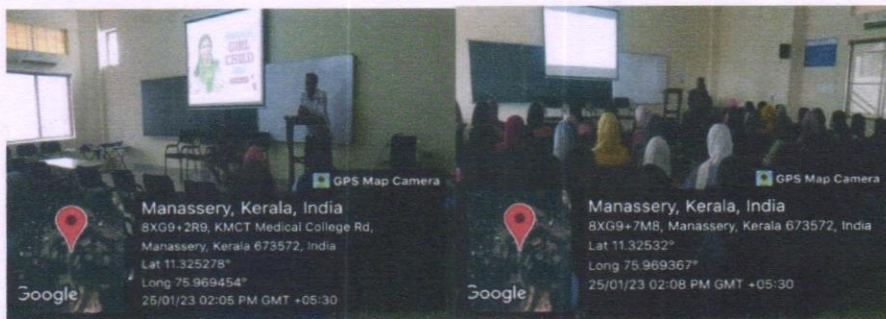 GIRL
CHILD
GPS Map Camera
Manassery, Kerala, India
8XG9+2R9, KMCT Medical College Rd,
Manassery, Kerala 673572, India
Lat 11.325278°
Long 75.969454°
25/01/23 02:05 PM GMT +05:30
Google
GPS Map Camera
Manassery, Kerala, India
8XG9+7M8, Manassery, Kerala 673572, India
Lat 11.32532°
Long 75.969367°
25/01/23 02:08 PM GMT +05:30
Google